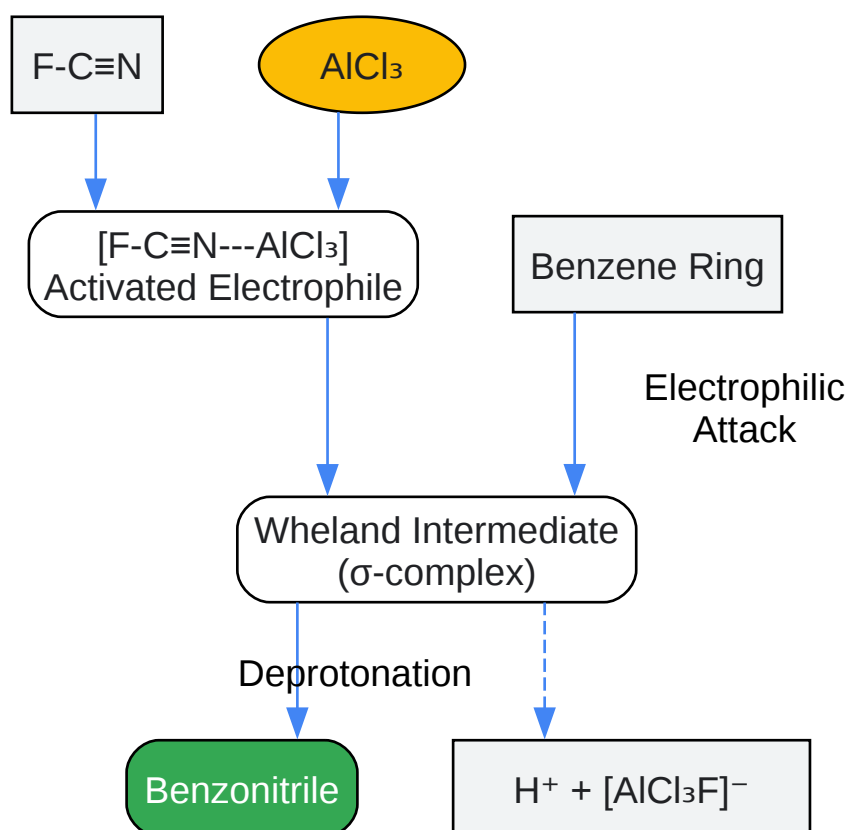 F-C≡N
AlCl₃
[F-C≡N---AlCl₃]
Activated Electrophile
Benzene Ring
Electrophilic
Attack
Wheland Intermediate
(σ-complex)
Deprotonation
Benzonitrile
H⁺ + [AlCl₃F]⁻